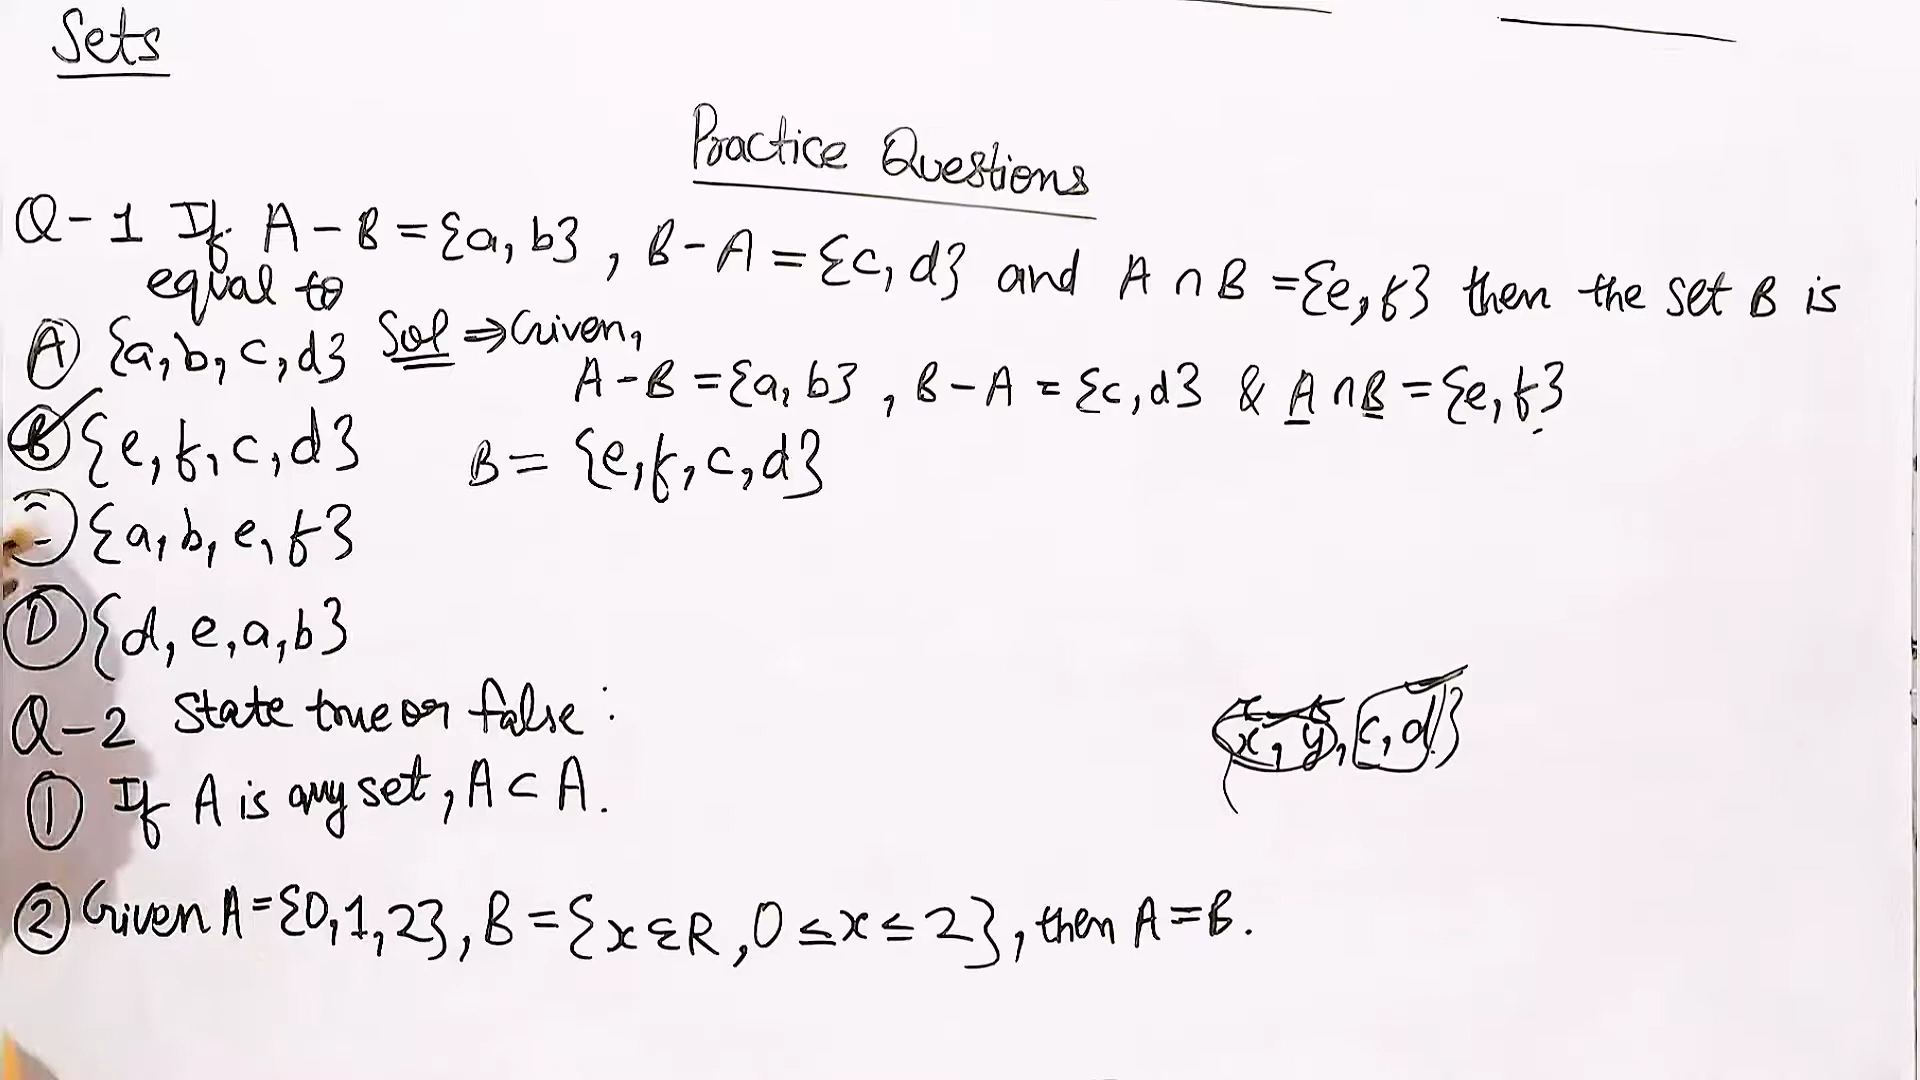 Sets
Practice Questions
Q-1 If A-B={a, b}, B-A={c, d} and A∩B={e, f} then the set B is
equal to
Ⓐ {a, b, c, d} Sol ⇒ Given,
A-B={a, b}, B-A={c, d} & A∩B={e, f}
Ⓑ {e, f, c, d} B= {e, f, c, d}
{a, b, e, f}
Ⓓ {d, e, a, b}
Q-2 State true or false:
x, y, c, d}
① If A is any set, A⊂A.
② Given A={0,1,2}, B={x∈R, 0≤x≤2}, then A=B.